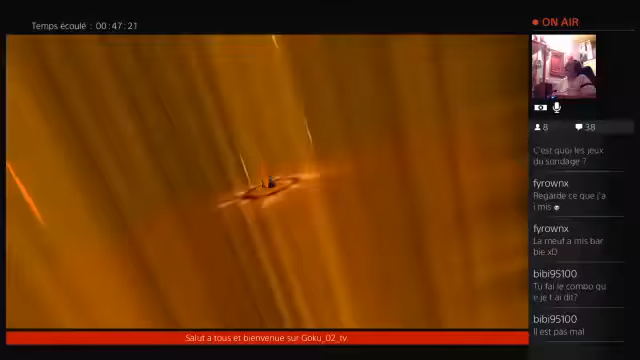 Temps écoulé : 00:47:21
ON AIR
8
38
C'est quoi les jeux
du sondage ?
fyrownx
Regarde ce que j'a
i mis
fyrownx
La meuf a mis bar
bie xD
bibi95100
Tu fai le combo qu
e je t ai dit?
bibi95100
Il est pas mal
Salut a tous et bienvenue sur Goku_02_tv